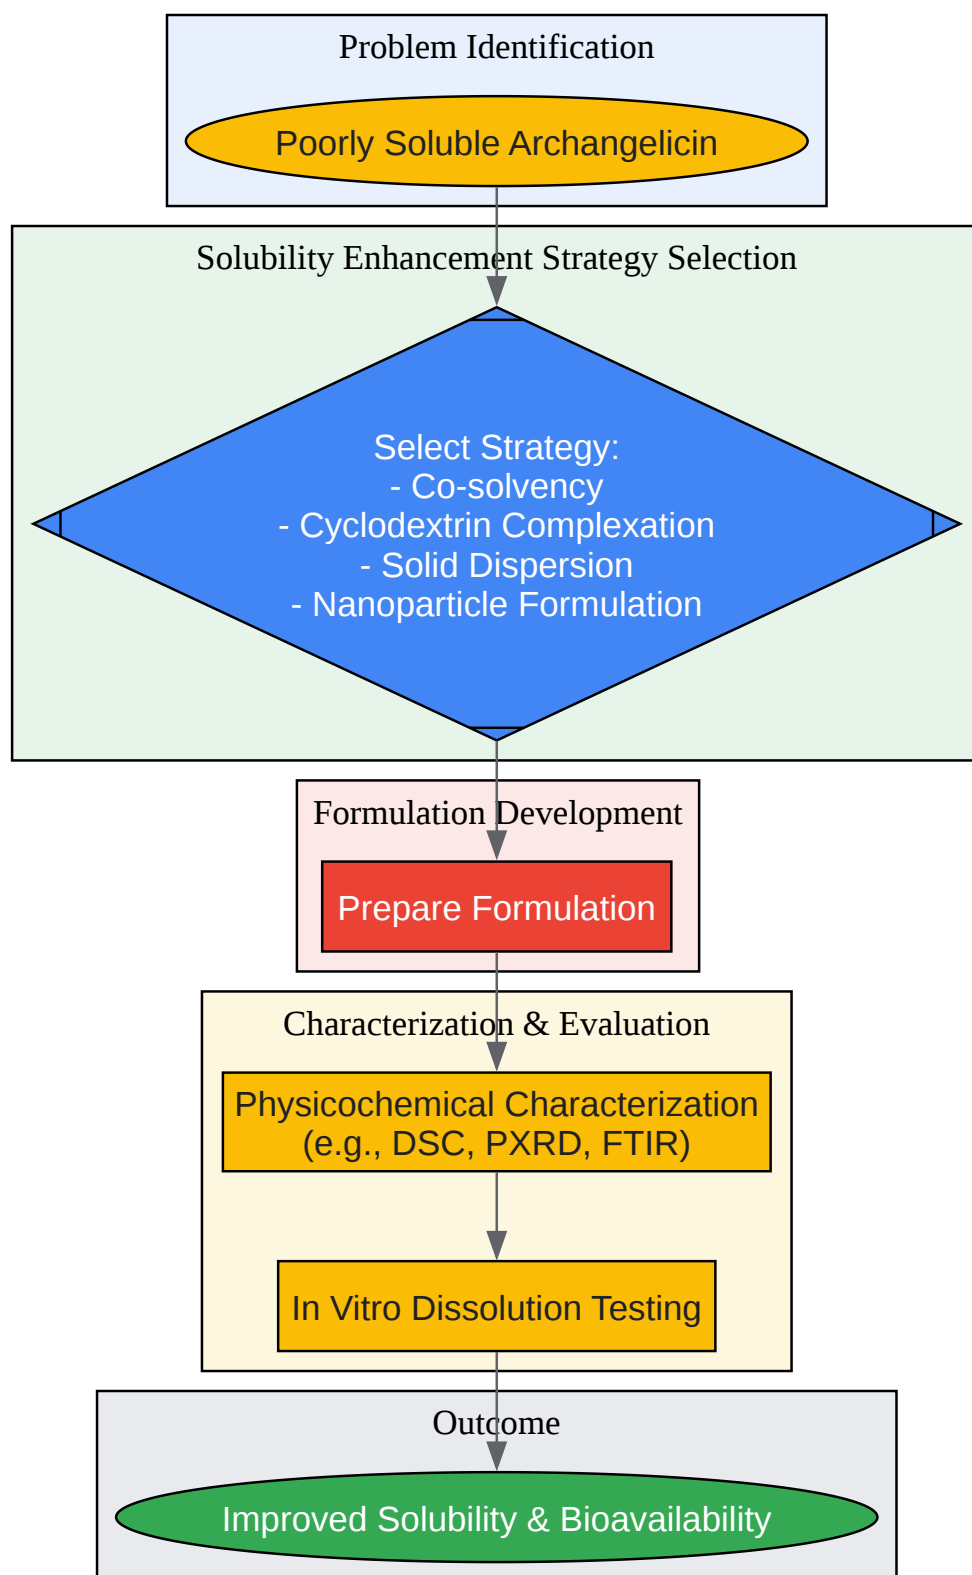 Problem Identification
Poorly Soluble Archangelicin
Solubility Enhancement Strategy Selection
Select Strategy:
- Co-solvency
- Cyclodextrin Complexation
- Solid Dispersion
- Nanoparticle Formulation
Formulation Development
Prepare Formulation
Characterization & Evaluation
Physicochemical Characterization
(e.g., DSC, PXRD, FTIR)
In Vitro Dissolution Testing
Outcome
Improved Solubility & Bioavailability